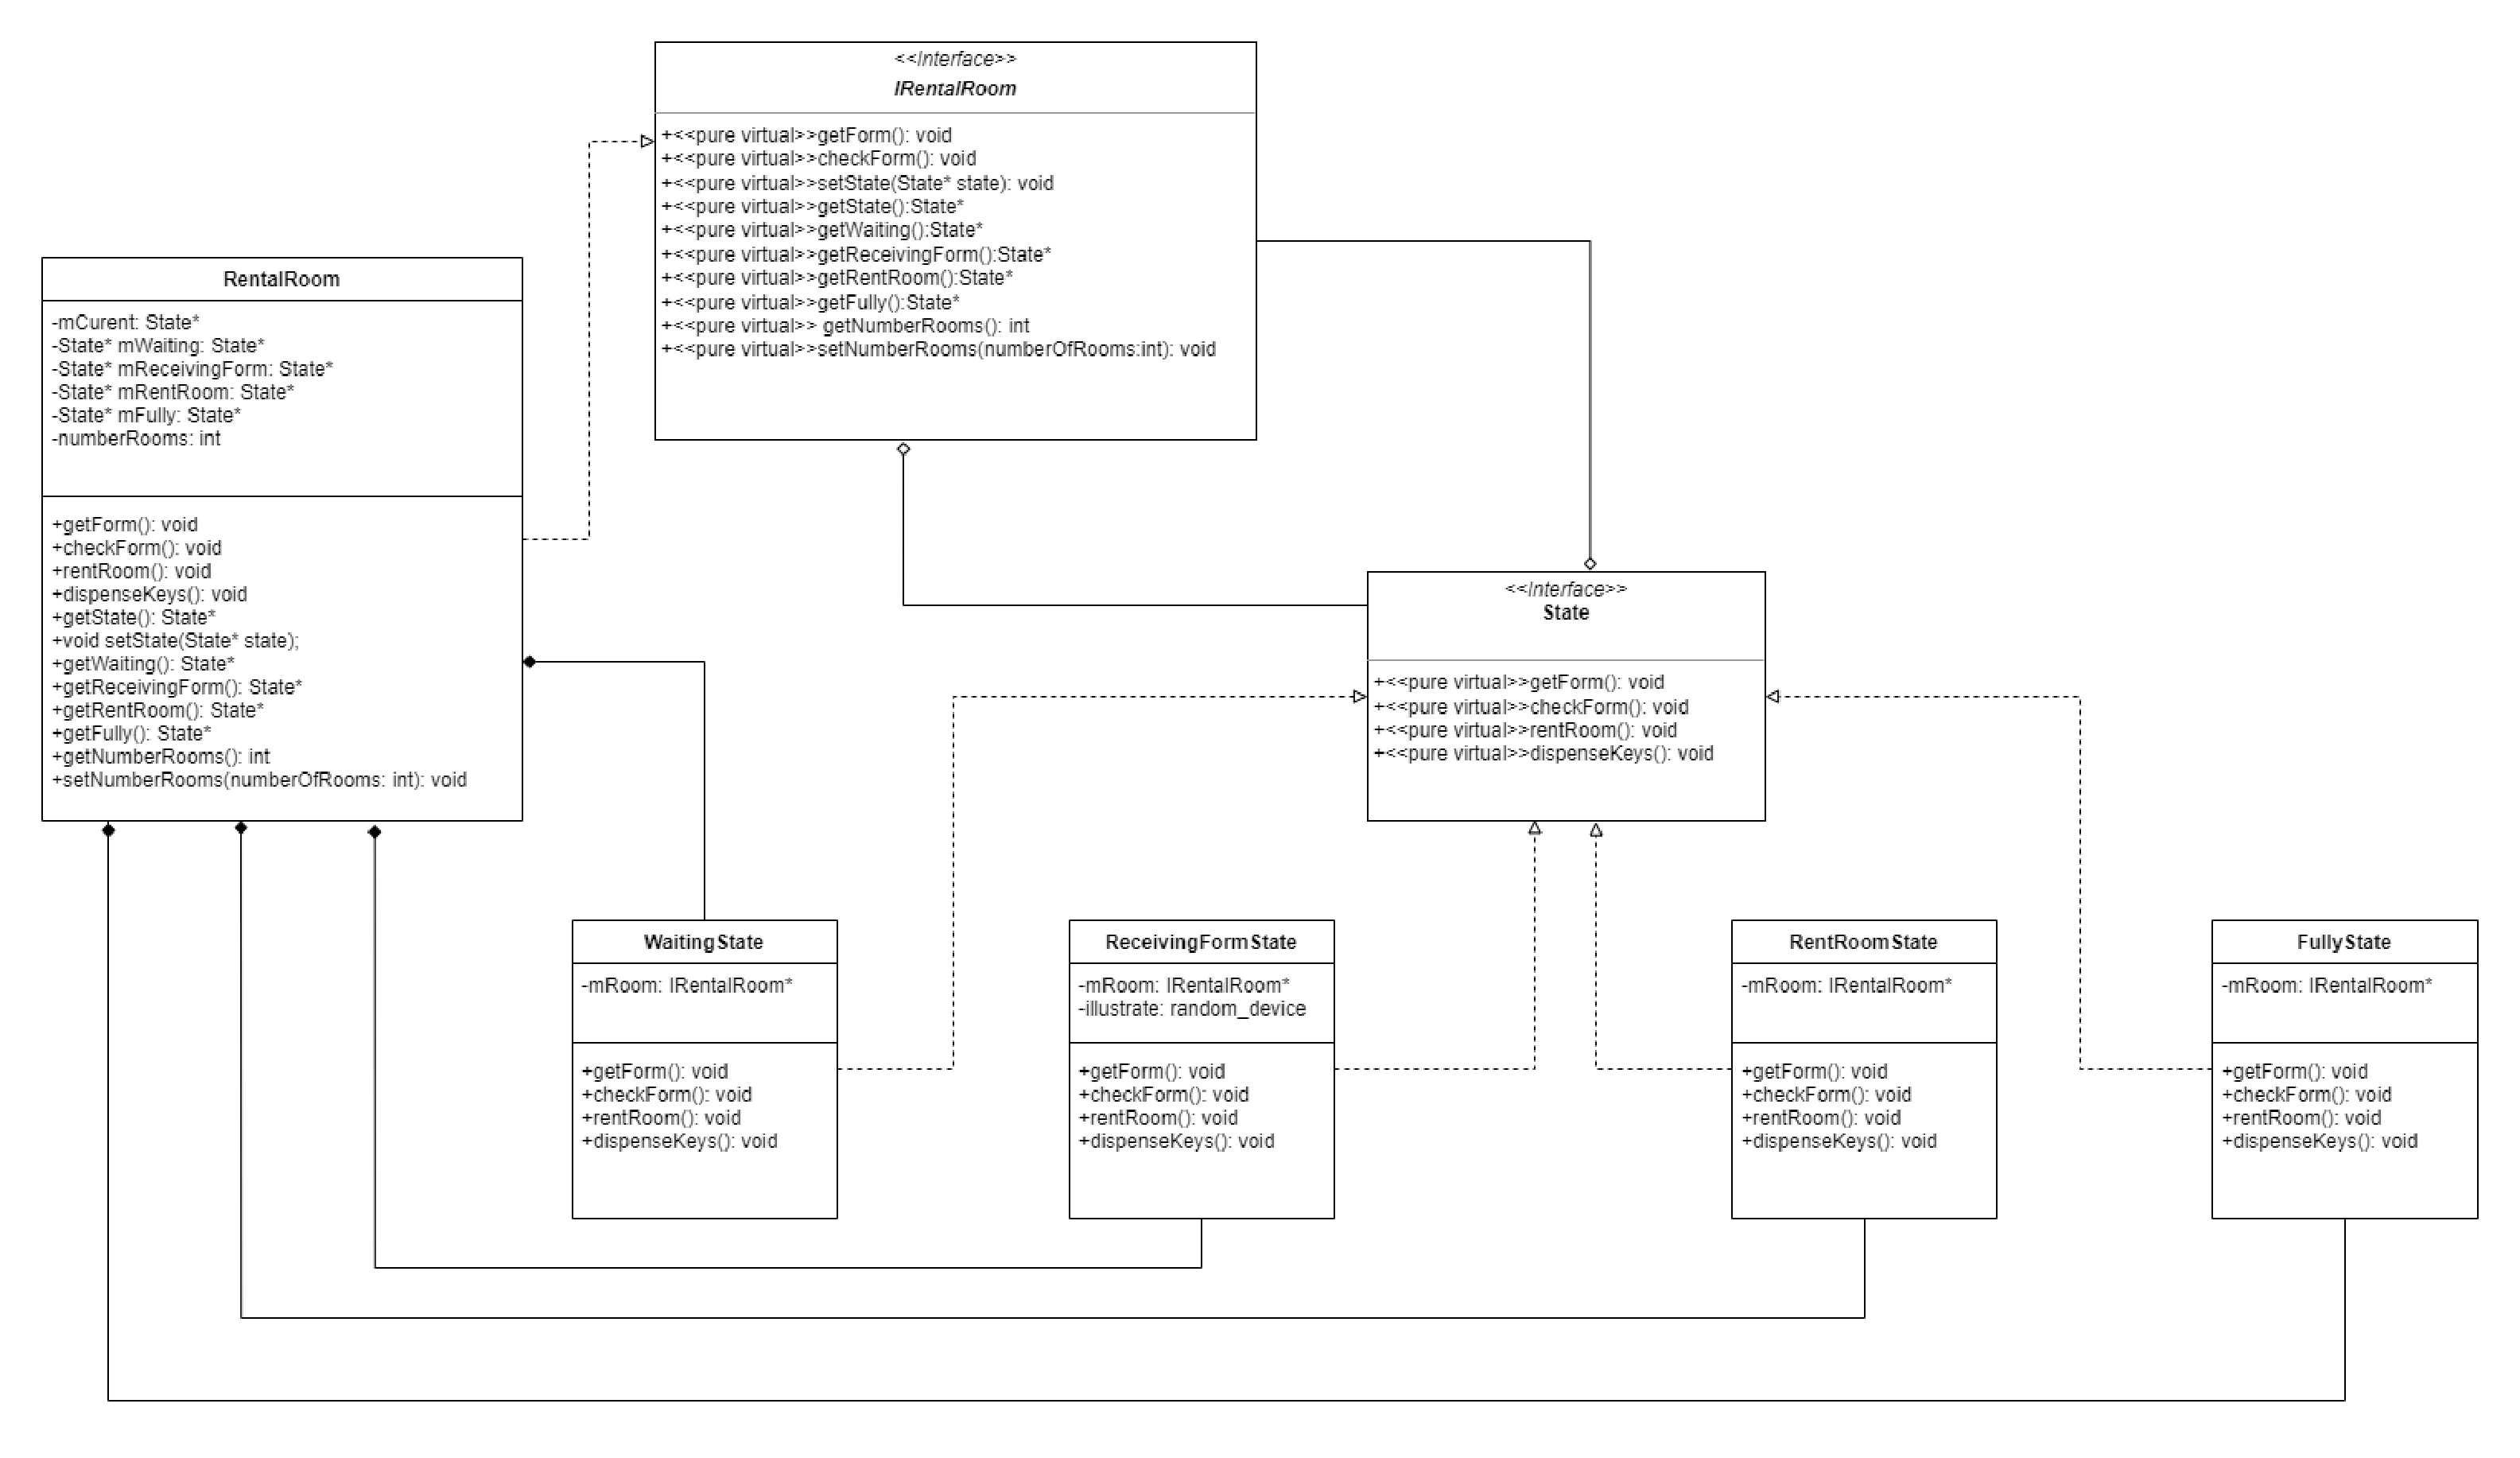 <<Interface>>
IRentalRoom
+<<pure virtual>>getForm(): void
+<<pure virtual>>checkForm(): void
+<<pure virtual>>setState(State* state): void
+<<pure virtual>>getState():State*
+<<pure virtual>>getWaiting():State*
+<<pure virtual>>getReceivingForm():State*
+<<pure virtual>>getRentRoom():State*
+<<pure virtual>>getFully():State*
+<<pure virtual>> getNumberRooms(): int
+<<pure virtual>>setNumberRooms(numberOfRooms:int): void
RentalRoom
-mCurent: State*
-State* mWaiting: State*
-State* mReceivingForm: State*
-State* mRentRoom: State*
-State* mFully: State*
-numberRooms: int
+getForm(): void
+checkForm(): void
+rentRoom(): void
+dispenseKeys(): void
+getState(): State*
+void setState(State* state);
+getWaiting(): State*
+getReceivingForm(): State*
+getRentRoom(): State*
+getFully(): State*
+getNumberRooms(): int
+setNumberRooms(numberOfRooms: int): void
<<Interface>>
State
+<<pure virtual>>getForm(): void
+<<pure virtual>>checkForm(): void
+<<pure virtual>>rentRoom(): void
+<<pure virtual>>dispenseKeys(): void
WaitingState
-mRoom: IRentalRoom*
+getForm(): void
+checkForm(): void
+rentRoom(): void
+dispenseKeys(): void
ReceivingFormState
-mRoom: IRentalRoom*
-illustrate: random_device
+getForm(): void
+checkForm(): void
+rentRoom(): void
+dispenseKeys(): void
RentRoomState
-mRoom: IRentalRoom*
+getForm(): void
+checkForm(): void
+rentRoom(): void
+dispenseKeys(): void
FullyState
-mRoom: IRentalRoom*
+getForm(): void
+checkForm(): void
+rentRoom(): void
+dispenseKeys(): void